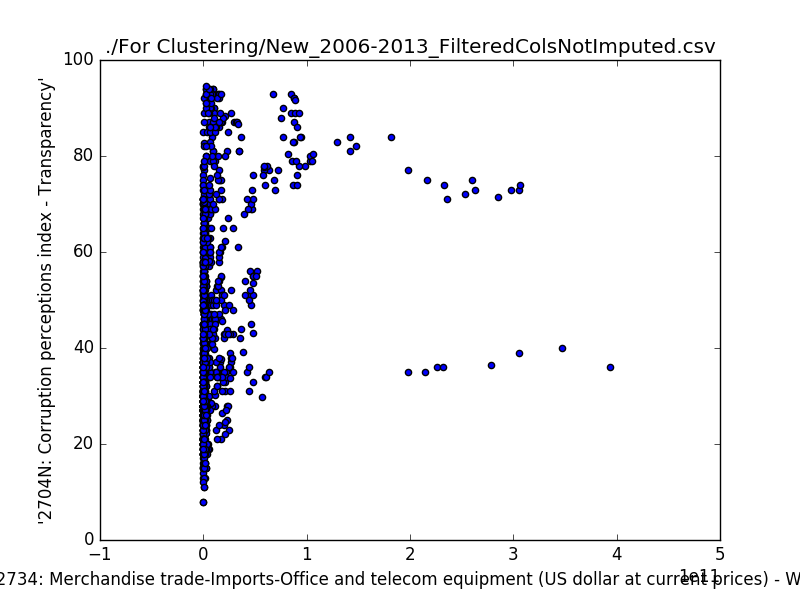 ./For Clustering/New_2006-2013_FilteredColsNotImputed.csv
'2704N: Corruption perceptions index - Transparency'
100
80
60
40
20
0
−1 0 1 2 3 4 5
1e11
2734: Merchandise trade-Imports-Office and telecom equipment (US dollar at current prices) - W